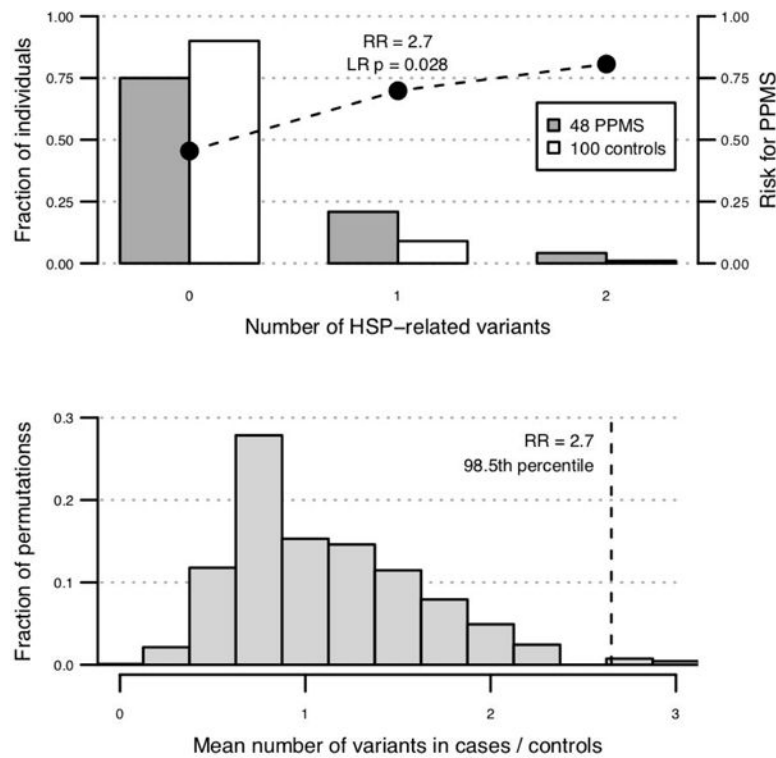 1.00
0.75
0.50
0.25
0.00
Fraction of individuals
RR = 2.7
LR p = 0.028
48 PPMS
100 controls
1.00
0.75
0.50
0.25
0.00
Risk for PPMS
0 1 2
Number of HSP−related variants
0.3
0.2
0.1
0.0
Fraction of permutationss
RR = 2.7
98.5th percentile
0 1 2 3
Mean number of variants in cases / controls